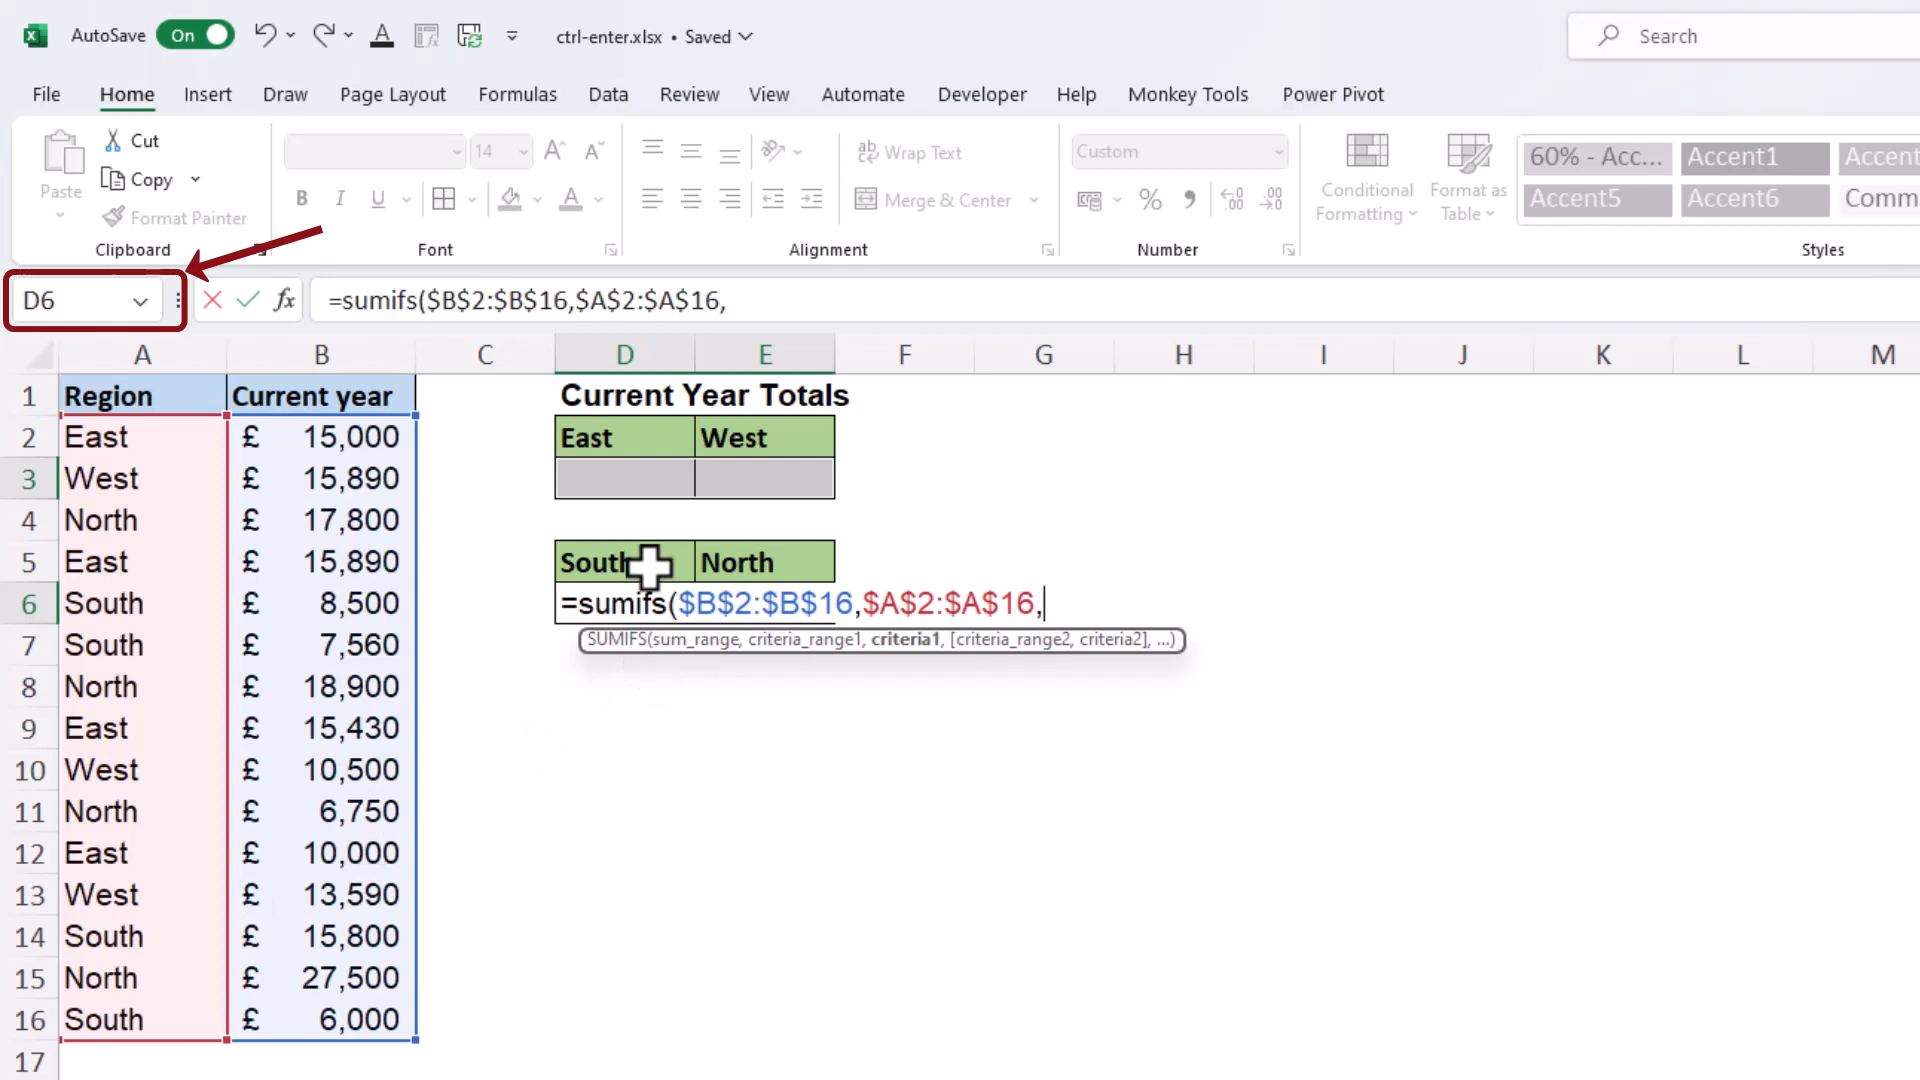 AutoSave On ctrl-enter.xlsx • Saved Search
File Home Insert Draw Page Layout Formulas Data Review View Automate Developer Help Monkey Tools Power Pivot
Paste Cut Copy Format Painter
Clipboard
14
B I U
Font
Wrap Text
Merge & Center
Alignment
Custom
%
Number
Conditional Formatting
Format as Table
60% - Acc... Accent1 Accent
Accent5 Accent6 Comm
Styles
D6 fx =sumifs($B$2:$B$16,$A$2:$A$16,
A B C D E F G H I J K L M
1 Region Current year Current Year Totals
2 East £ 15,000 East West
3 West £ 15,890
4 North £ 17,800
5 East £ 15,890 South North
6 South £ 8,500 =sumifs($B$2:$B$16,$A$2:$A$16,
7 South £ 7,560 SUMIFS(sum_range, criteria_range1, criteria1, [criteria_range2, criteria2], ...)
8 North £ 18,900
9 East £ 15,430
10 West £ 10,500
11 North £ 6,750
12 East £ 10,000
13 West £ 13,590
14 South £ 15,800
15 North £ 27,500
16 South £ 6,000
17